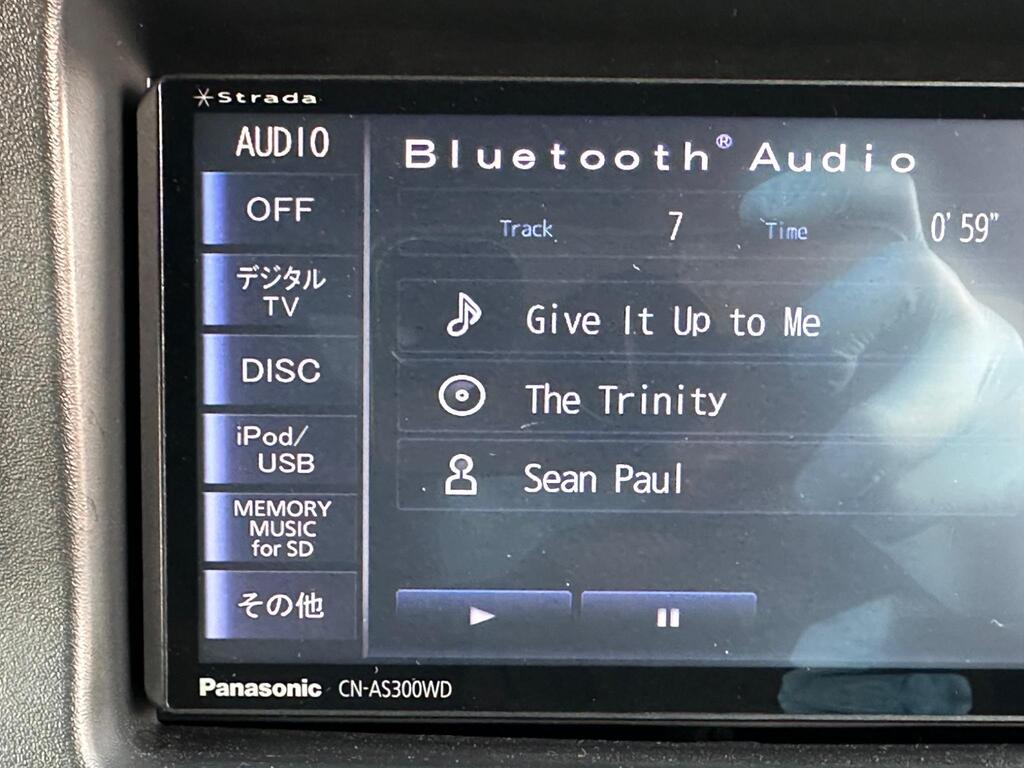 Strada
AUDIO
OFF
デジタル
TV
DISC
iPod/
USB
MEMORY
MUSIC
for SD
その他
Bluetooth® Audio
Track 7 Time 0'59"
Give It Up to Me
The Trinity
Sean Paul
Panasonic CN-AS300WD